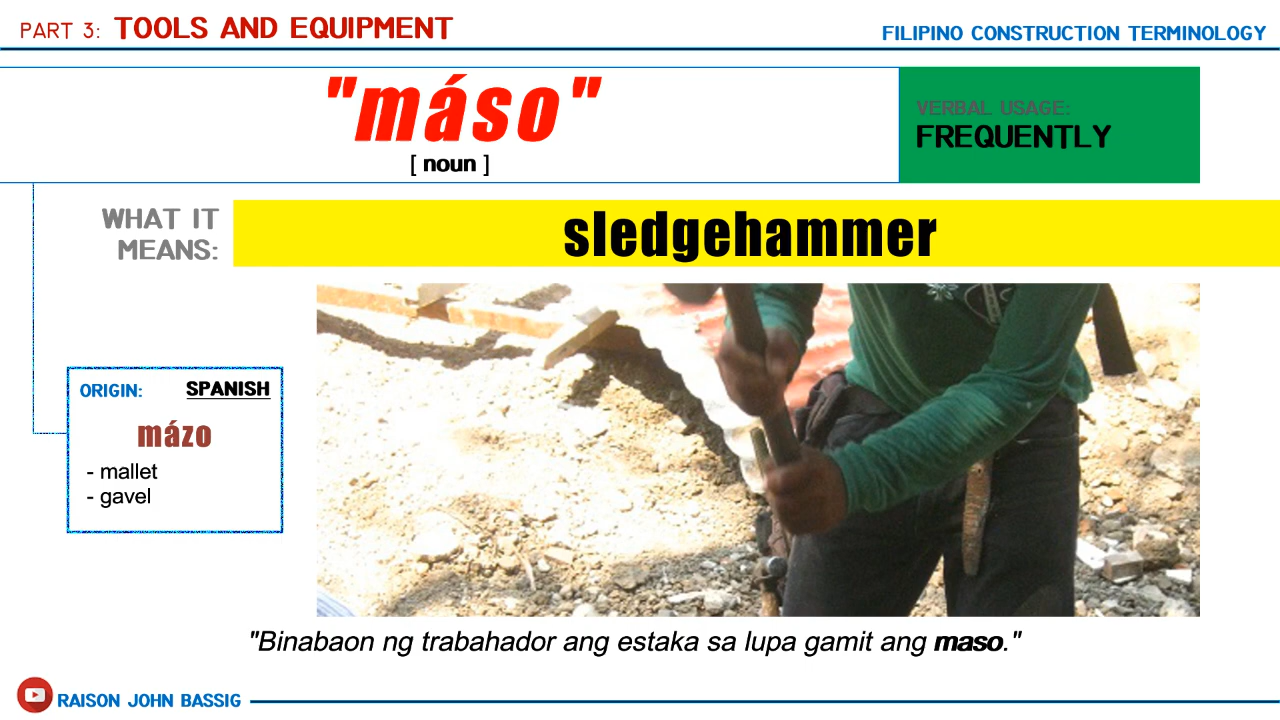 PART 3: TOOLS AND EQUIPMENT
FILIPINO CONSTRUCTION TERMINOLOGY
"máso"
[ noun ]
VERBAL USAGE:
FREQUENTLY
WHAT IT
MEANS:
sledgehammer
ORIGIN: SPANISH
mázo
- mallet
- gavel
"Binabaon ng trabahador ang estaka sa lupa gamit ang maso."
RAISON JOHN BASSIG